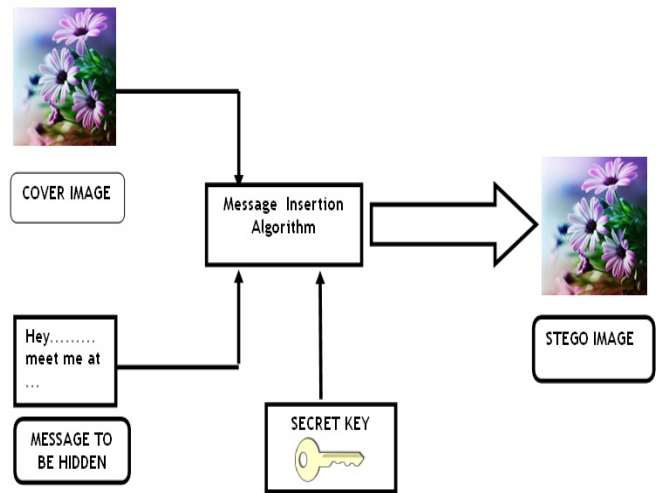 COVER IMAGE
Message Insertion
Algorithm
Hey.........
meet me at
...
MESSAGE TO
BE HIDDEN
SECRET KEY
STEGO IMAGE